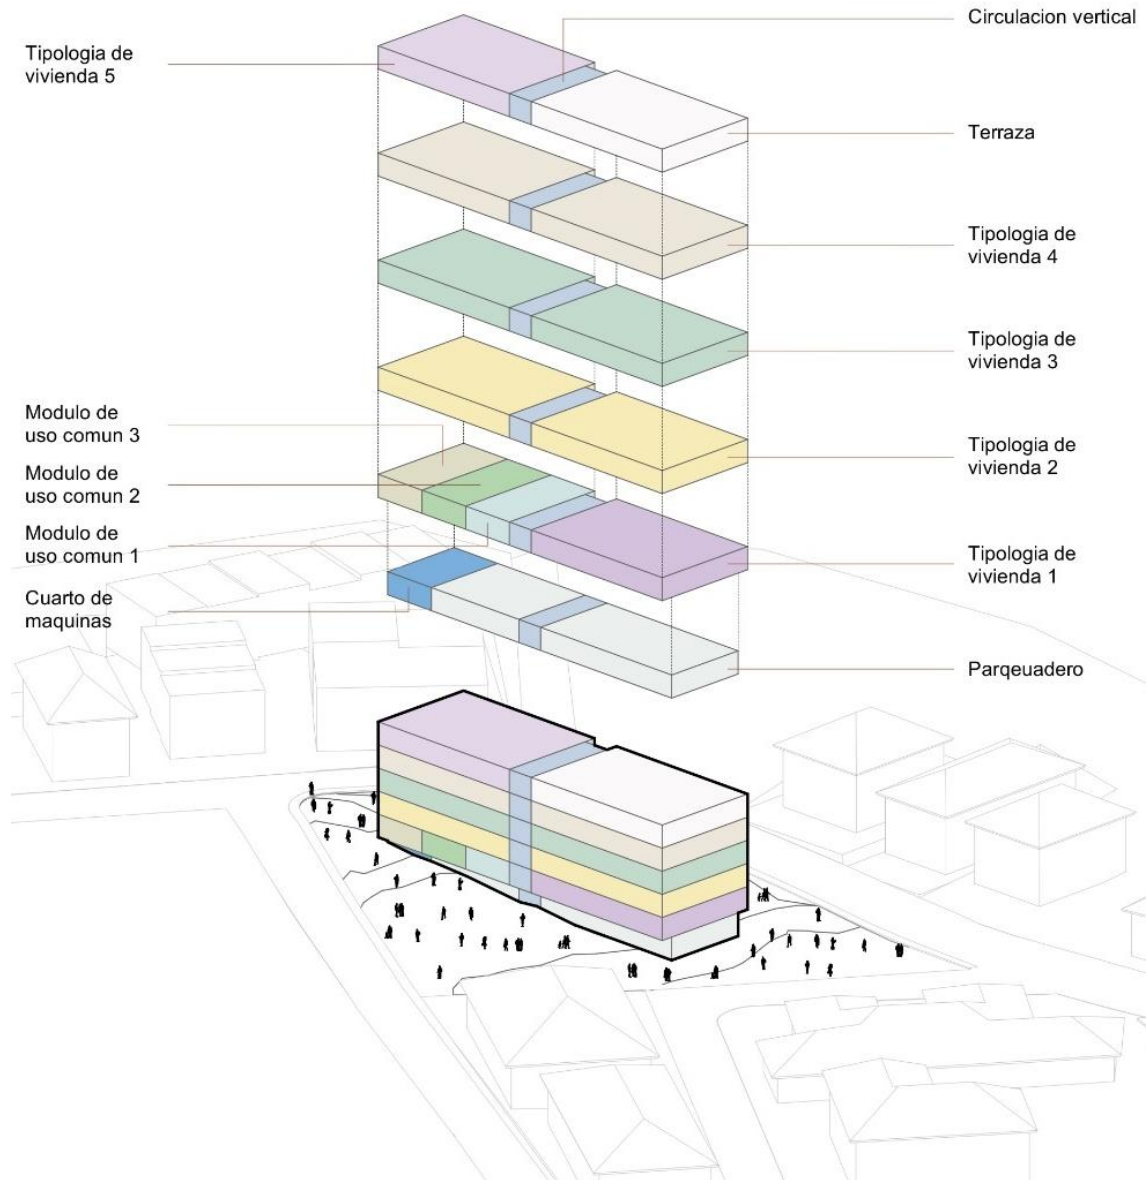 Circulacion vertical
Tipologia de
vivienda 5
Terraza
Tipologia de
vivienda 4
Tipologia de
vivienda 3
Modulo de
uso comun 3
Tipologia de
vivienda 2
Modulo de
uso comun 2
Modulo de
uso comun 1
Tipologia de
vivienda 1
Cuarto de
maquinas
Parqeuadero